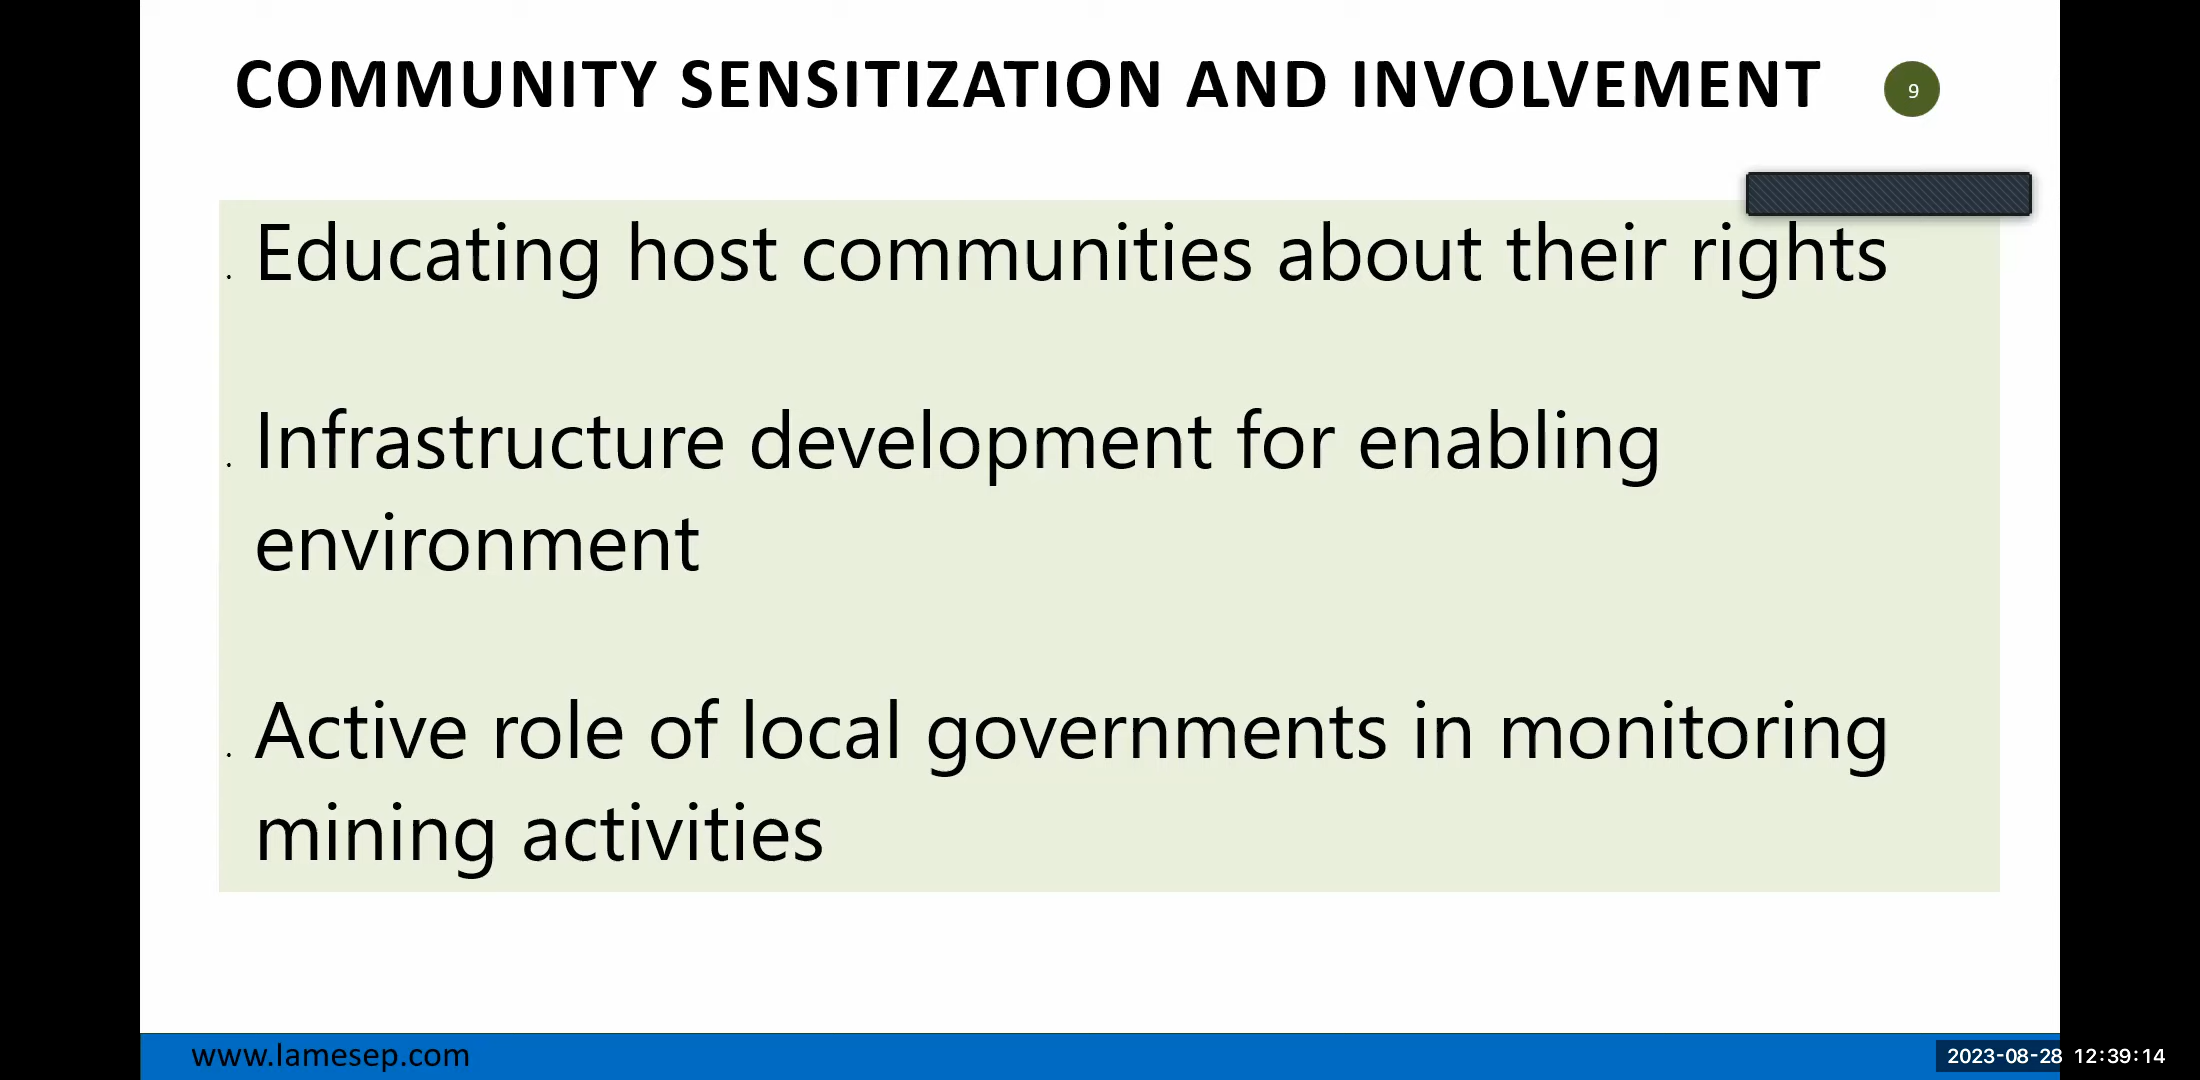 COMMUNITY SENSITIZATION AND INVOLVEMENT
9
. Educating host communities about their rights
. Infrastructure development for enabling
environment
. Active role of local governments in monitoring
mining activities
www.lamesep.com
2023-08-28 12:39:14